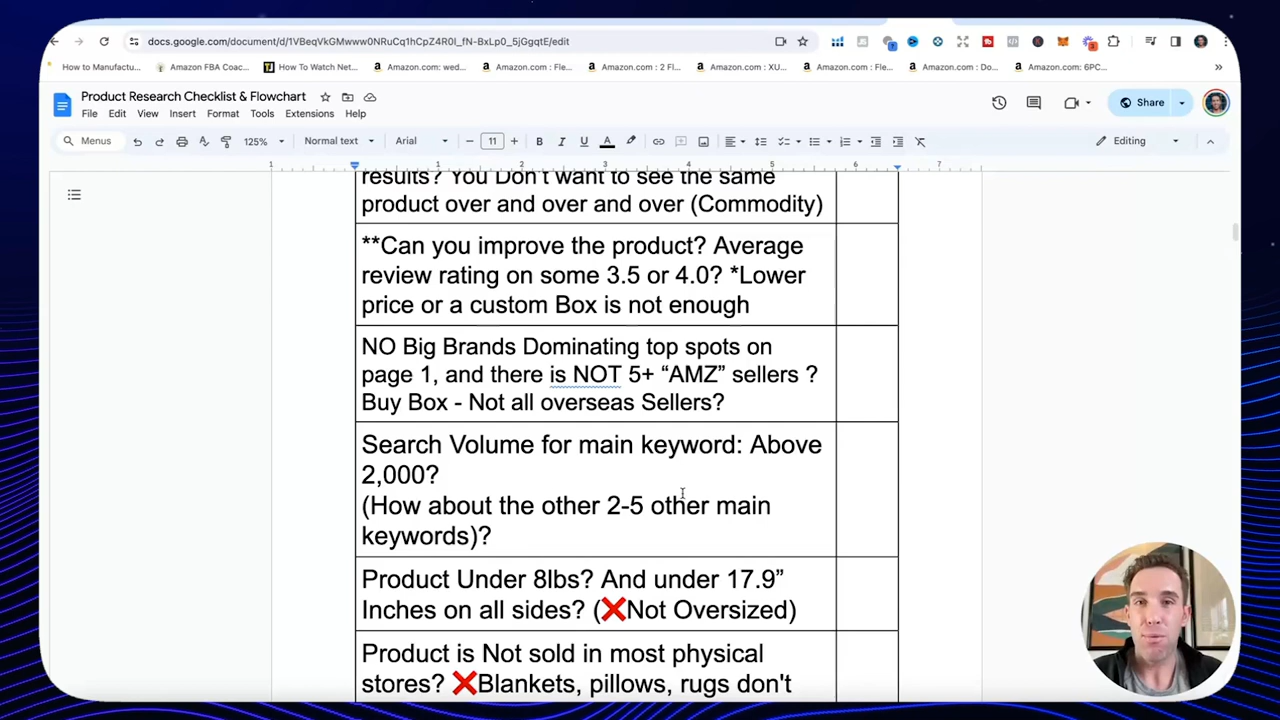 docs.google.com/document/d/1VBeqVkGMwww0NRuCq1hCpZ4R0l_fN-BxLp0_5jGgqtE/edit
How to Manufactu... Amazon FBA Coac... How To Watch Net... Amazon.com: wed... Amazon.com : Fle... Amazon.com : 2 Fl... Amazon.com : XU... Amazon.com : Fle... Amazon.com : Do... Amazon.com: 6PC...
Product Research Checklist & Flowchart
File Edit View Insert Format Tools Extensions Help
Share
Menus 125% Normal text Arial 11 Editing
1 1 2 3 4 5 6 7
results? You Don't want to see the same
product over and over and over (Commodity)
**Can you improve the product? Average
review rating on some 3.5 or 4.0? *Lower
price or a custom Box is not enough
NO Big Brands Dominating top spots on
page 1, and there is NOT 5+ “AMZ” sellers ?
Buy Box - Not all overseas Sellers?
Search Volume for main keyword: Above
2,000?
(How about the other 2-5 other main
keywords)?
Product Under 8lbs? And under 17.9”
Inches on all sides? (❌Not Oversized)
Product is Not sold in most physical
stores? ❌Blankets, pillows, rugs don't